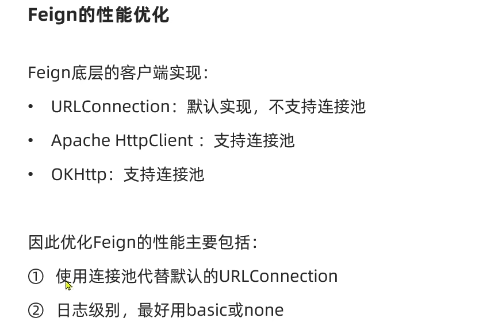 Feign的性能优化
Feign底层的客户端实现：
• URLConnection：默认实现，不支持连接池
• Apache HttpClient ：支持连接池
• OKHttp：支持连接池
因此优化Feign的性能主要包括：
① 使用连接池代替默认的URLConnection
② 日志级别，最好用basic或none